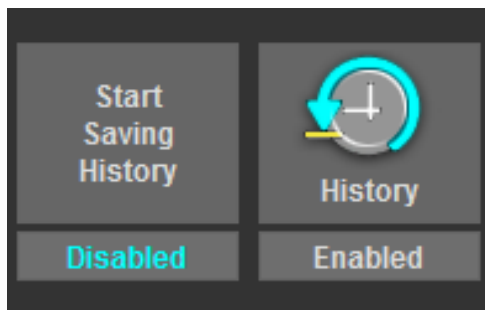 Start
Saving
History
History
Disabled
Enabled